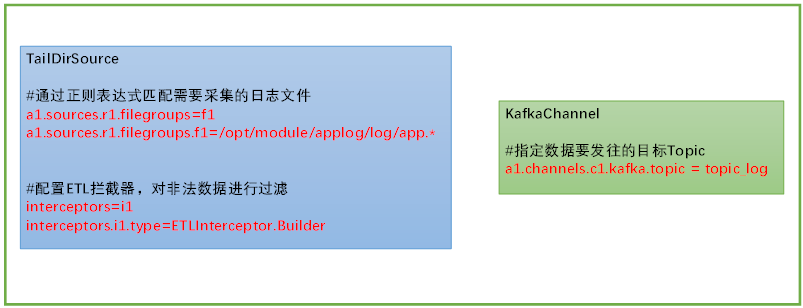 TailDirSource
#通过正则表达式匹配需要采集的日志文件
a1.sources.r1.filegroups=f1
a1.sources.r1.filegroups.f1=/opt/module/applog/log/app.*
#配置ETL拦截器，对非法数据进行过滤
interceptors=i1
interceptors.i1.type=ETLInterceptor.Builder
KafkaChannel
#指定数据要发往的目标Topic
a1.channels.c1.kafka.topic = topic_log